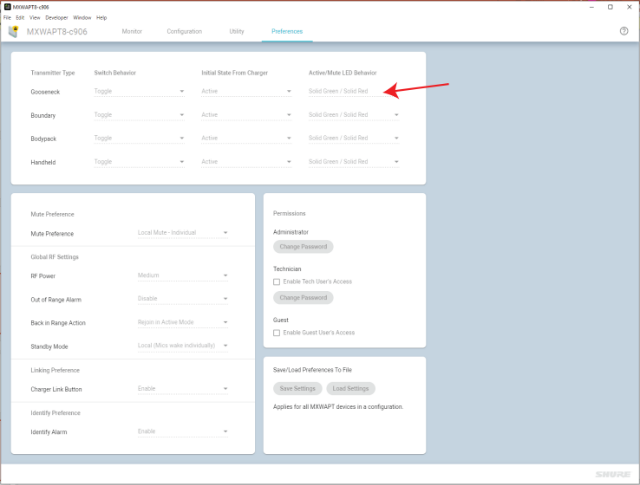 MXWAPT8-c906
File Edit View Developer Window Help
MXWAPT8-c906 Monitor Configuration Utility Preferences
Transmitter Type Switch Behavior Initial State From Charger Active/Mute LED Behavior
Gooseneck Toggle Active Solid Green / Solid Red
Boundary Toggle Active Solid Green / Solid Red
Bodypack Toggle Active Solid Green / Solid Red
Handheld Toggle Active Solid Green / Solid Red
Mute Preference
Mute Preference Local Mute - Individual
Global RF Settings
RF Power Medium
Out of Range Alarm Disable
Back in Range Action Rejoin in Active Mode
Standby Mode Local (Mics wake individually)
Linking Preference
Charger Link Button Enable
Identify Preference
Identify Alarm Enable
Permissions
Administrator
Change Password
Technician
Enable Tech User's Access
Change Password
Guest
Enable Guest User's Access
Save/Load Preferences To File
Save Settings Load Settings
Applies for all MXWAPT devices in a configuration.
SHURE